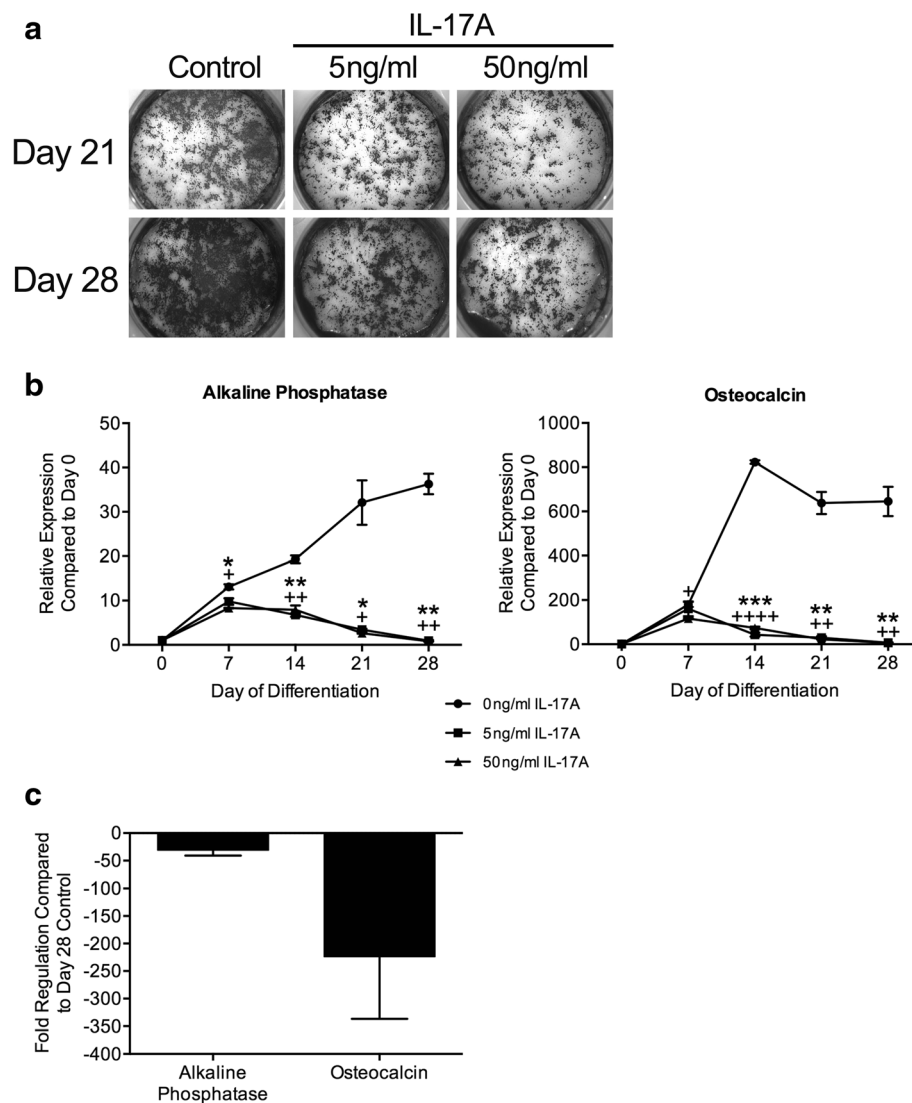 a
IL-17A
Control
5ng/ml
50ng/ml
Day 21
Day 28
b
Alkaline Phosphatase
Relative Expression
Compared to Day 0
50
40
30
20
10
0
*
+
**
++
*
+
**
++
0
7
14
21
28
Day of Differentiation
Osteocalcin
Relative Expression
Compared to Day 0
1000
800
600
400
200
0
+
***
++++
**
++
**
++
0
7
14
21
28
Day of Differentiation
0ng/ml IL-17A
5ng/ml IL-17A
50ng/ml IL-17A
c
Fold Regulation Compared
to Day 28 Control
0
-50
-100
-150
-200
-250
-300
-350
-400
Alkaline
Phosphatase
Osteocalcin